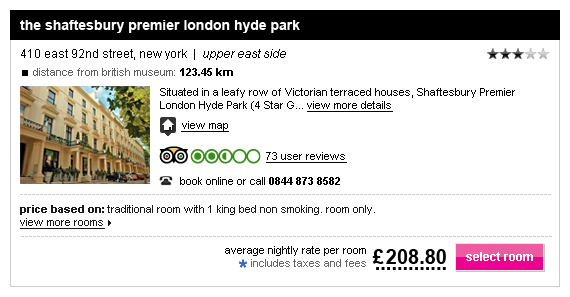 the shaftesbury premier london hyde park
410 east 92nd street, new york | upper east side
distance from british museum: 123.45 km
Situated in a leafy row of Victorian terraced houses, Shaftesbury Premier
London Hyde Park (4 Star G... view more details
view map
73 user reviews
book online or call 0844 873 8582
price based on: traditional room with 1 king bed non smoking. room only.
view more rooms
average nightly rate per room
* includes taxes and fees
£208.80
select room